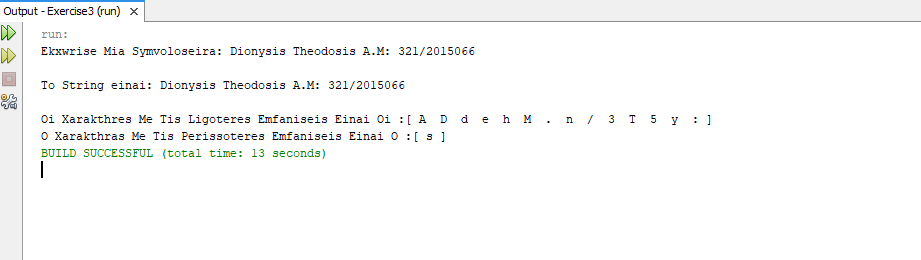 Output - Exercise3 (run) ×
run:
Ekxwrise Mia Symvoloseira: Dionysis Theodosis A.M: 321/2015066
To String einai: Dionysis Theodosis A.M: 321/2015066
Oi Xarakthres Me Tis Ligoteres Emfaniseis Einai Oi :[ A D d e h M . n / 3 T 5 y : ]
O Xarakthras Me Tis Perissoteres Emfaniseis Einai O :[ s ]
BUILD SUCCESSFUL (total time: 13 seconds)